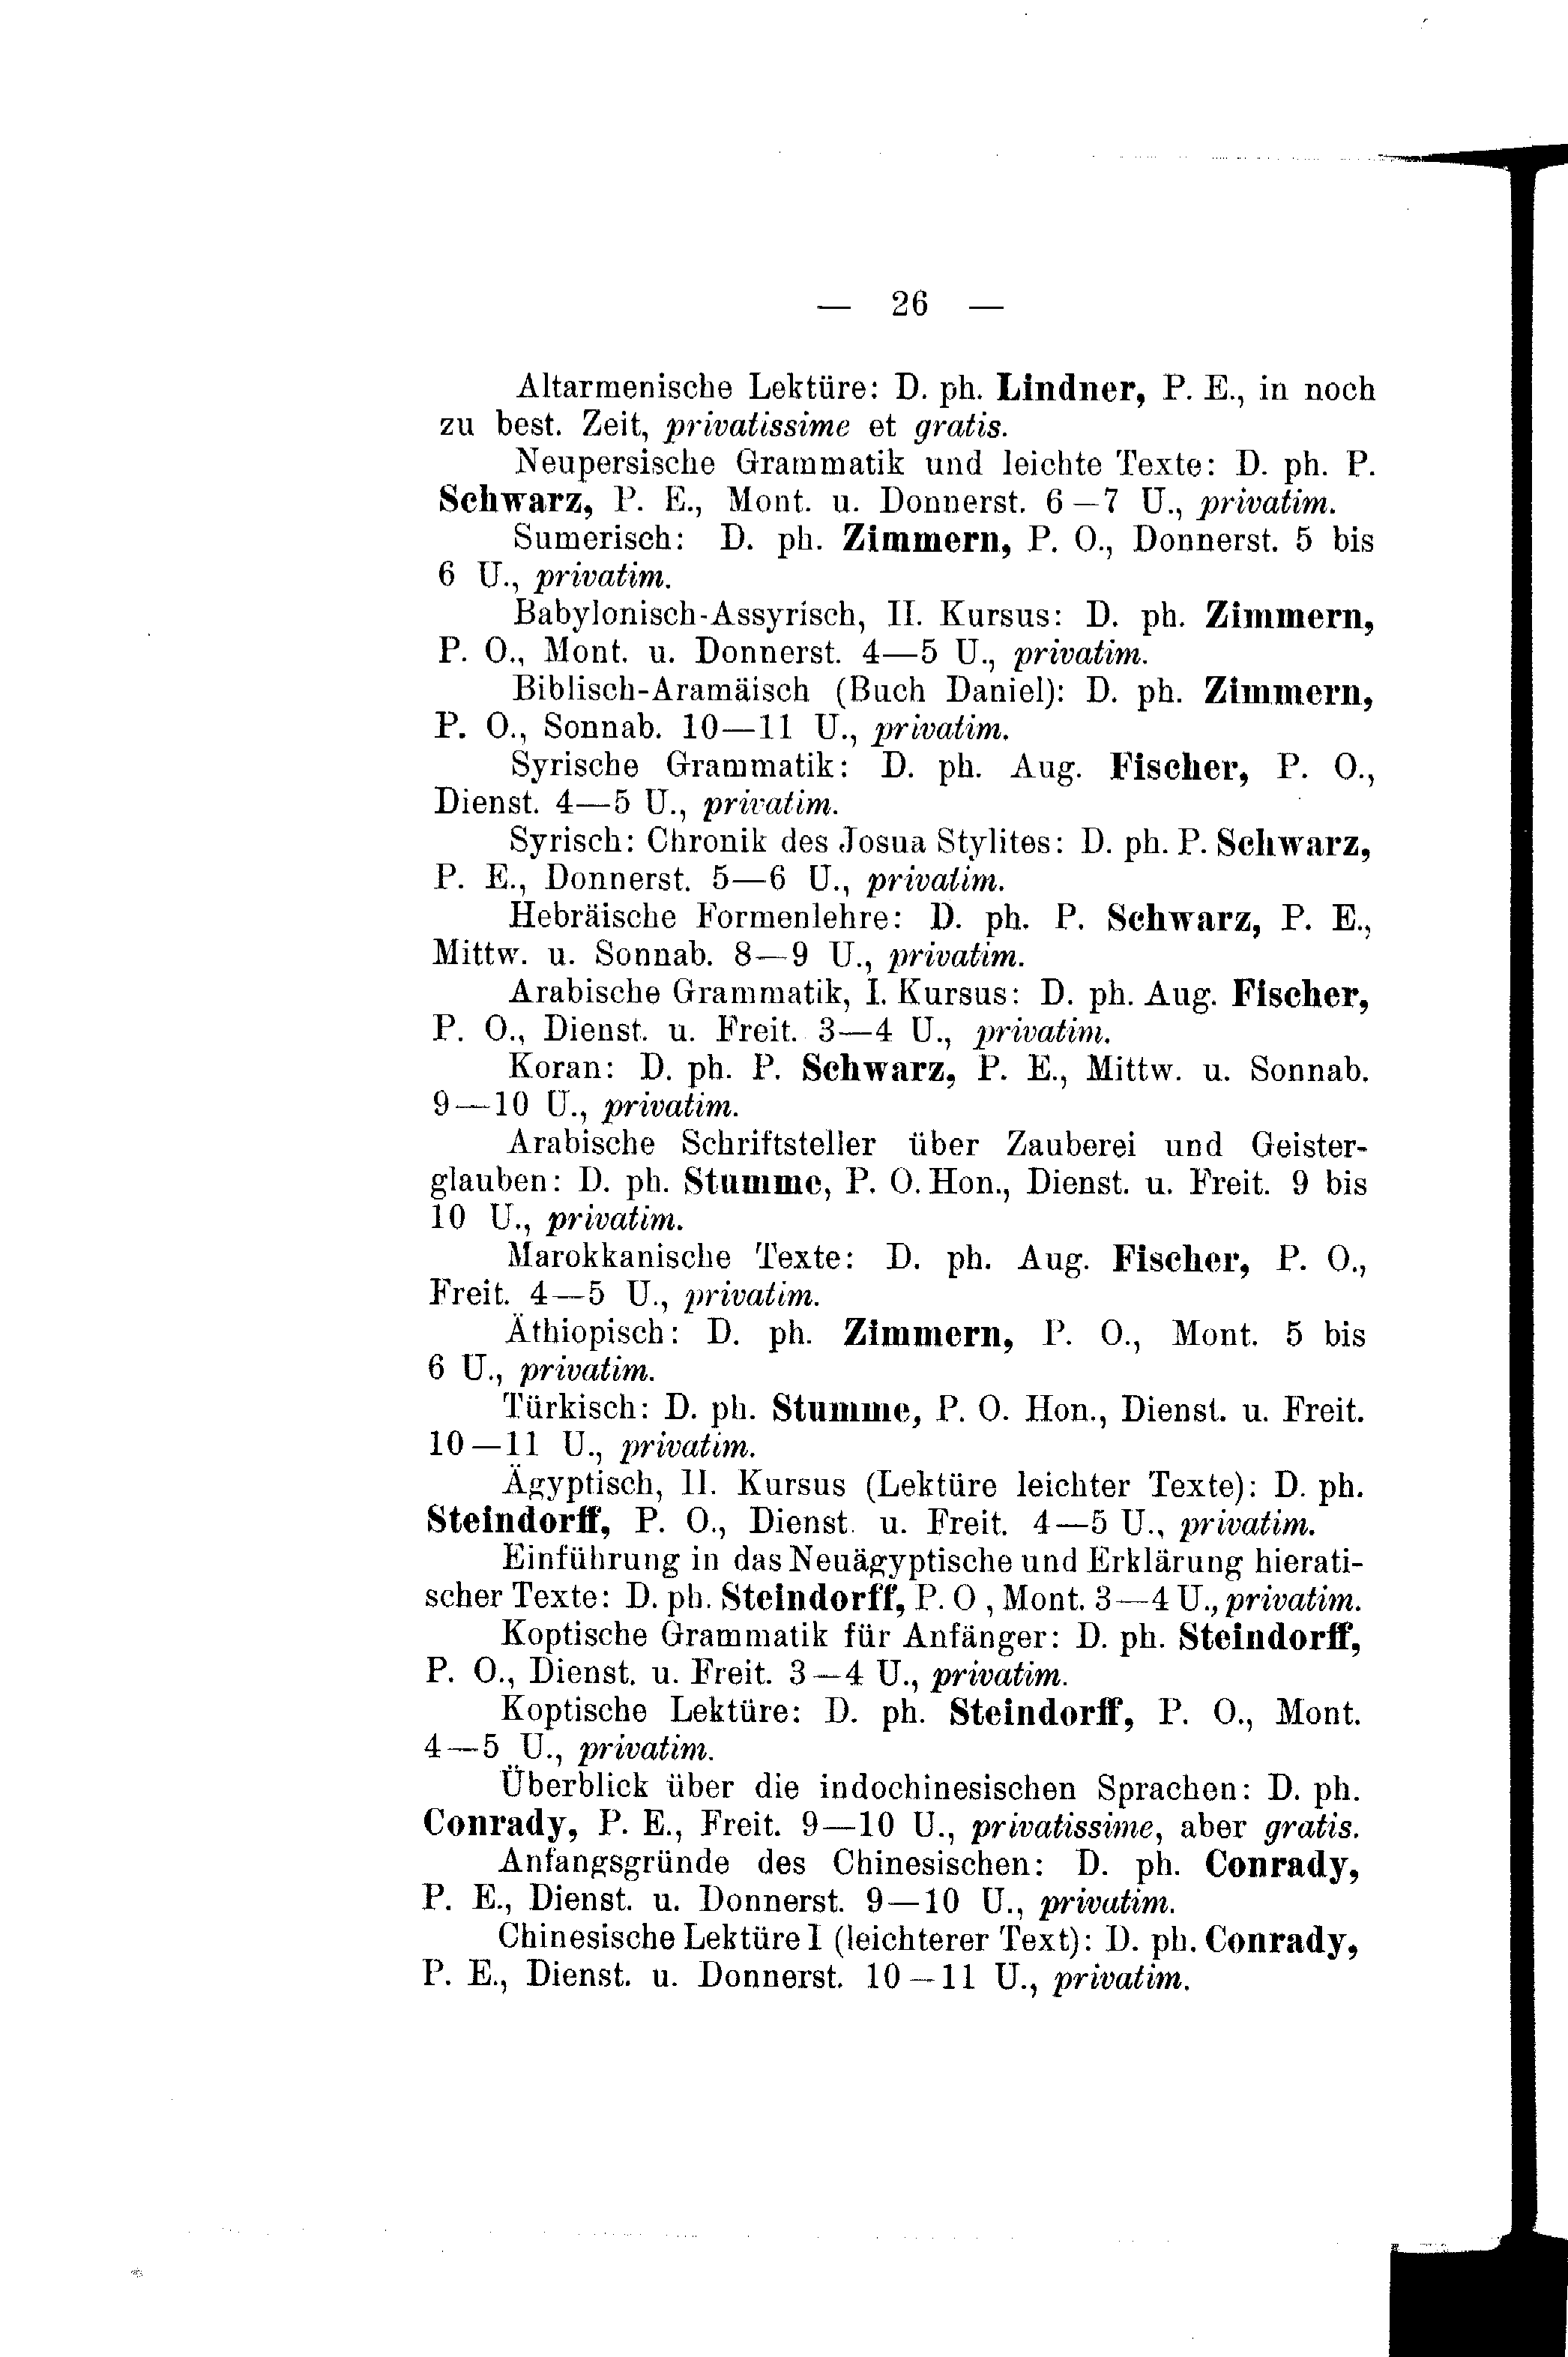 — 26 —
Altarmenische Lektüre: D. ph. Lindner, P. E., in noch
zu best. Zeit, privatissime et gratis.
Neupersische Grammatik und leichte Texte: D. ph. P.
Schwarz, P. E., Mont. u. Donnerst. 6—7 U., privatim.
Sumerisch: D. ph. Zimmern, P. O., Donnerst. 5 bis
6 U., privatim.
Babylonisch-Assyrisch, II. Kursus: D. ph. Zimmern,
P. O., Mont. u. Donnerst. 4—5 U., privatim.
Biblisch-Aramäisch (Buch Daniel): D. ph. Zimmern,
P. O., Sonnab. 10—11 U., privatim.
Syrische Grammatik: D. ph. Aug. Fischer, P. O.,
Dienst. 4—5 U., privatim.
Syrisch: Chronik des Josua Stylites: D. ph. P. Schwarz,
P. E., Donnerst. 5—6 U., privatim.
Hebräische Formenlehre: D. ph. P. Schwarz, P. E.,
Mittw. u. Sonnab. 8—9 U., privatim.
Arabische Grammatik, I. Kursus: D. ph. Aug. Fischer,
P. O., Dienst. u. Freit. 3—4 U., privatim.
Koran: D. ph. P. Schwarz, P. E., Mittw. u. Sonnab.
9—10 U., privatim.
Arabische Schriftsteller über Zauberei und Geister-
glauben: D. ph. Stumme, P. O. Hon., Dienst. u. Freit. 9 bis
10 U., privatim.
Marokkanische Texte: D. ph. Aug. Fischer, P. O.,
Freit. 4—5 U., privatim.
Äthiopisch: D. ph. Zimmern, P. O., Mont. 5 bis
6 U., privatim.
Türkisch: D. ph. Stumme, P. O. Hon., Dienst. u. Freit.
10—11 U., privatim.
Ägyptisch, II. Kursus (Lektüre leichter Texte): D. ph.
Steindorff, P. O., Dienst. u. Freit. 4—5 U., privatim.
Einführung in das Neuägyptische und Erklärung hierati-
scher Texte: D. ph. Steindorff, P. O , Mont. 3—4 U., privatim.
Koptische Grammatik für Anfänger: D. ph. Steindorff,
P. O., Dienst. u. Freit. 3—4 U., privatim.
Koptische Lektüre: D. ph. Steindorff, P. O., Mont.
4—5 U., privatim.
Überblick über die indochinesischen Sprachen: D. ph.
Conrady, P. E., Freit. 9—10 U., privatissime, aber gratis.
Anfangsgründe des Chinesischen: D. ph. Conrady,
P. E., Dienst. u. Donnerst. 9—10 U., privatim.
Chinesische Lektüre I (leichterer Text): D. ph. Conrady,
P. E., Dienst. u. Donnerst. 10—11 U., privatim.